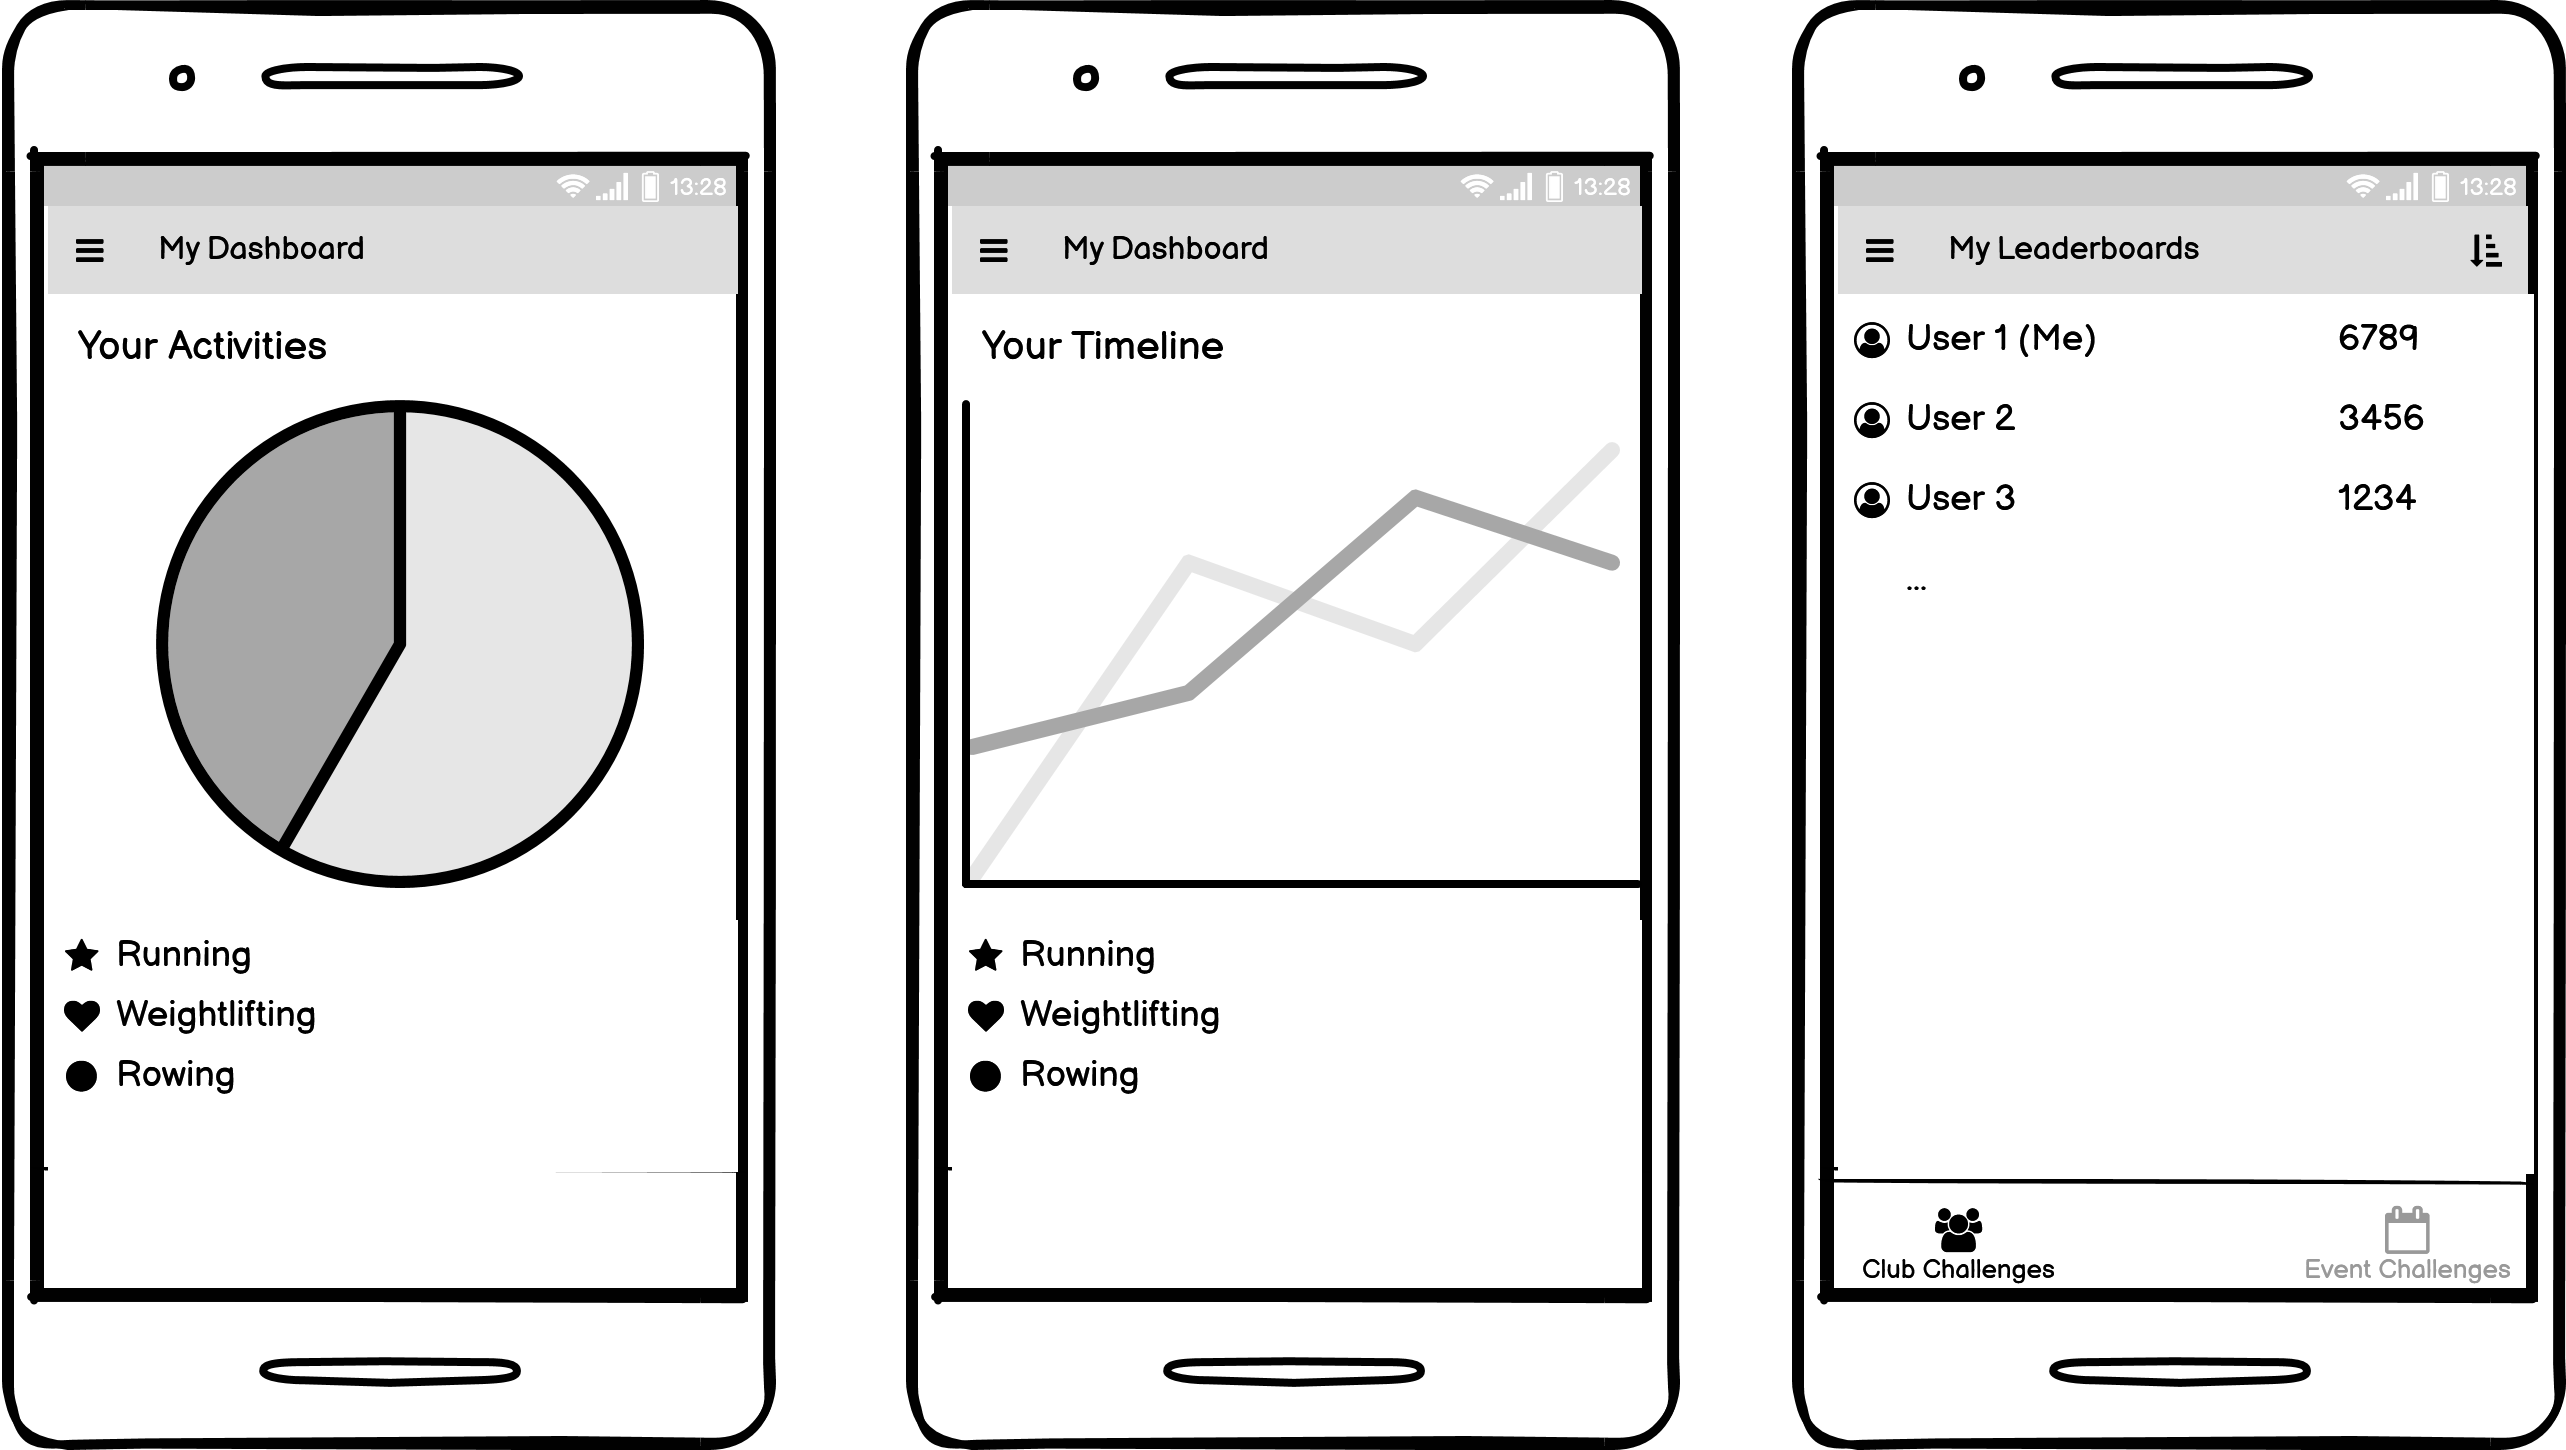 13:28
My Dashboard
Your Activities
Running
Weightlifting
Rowing
13:28
My Dashboard
Your Timeline
Running
Weightlifting
Rowing
13:28
My Leaderboards
User 1 (Me) 6789
User 2 3456
User 3 1234
...
Club Challenges Event Challenges